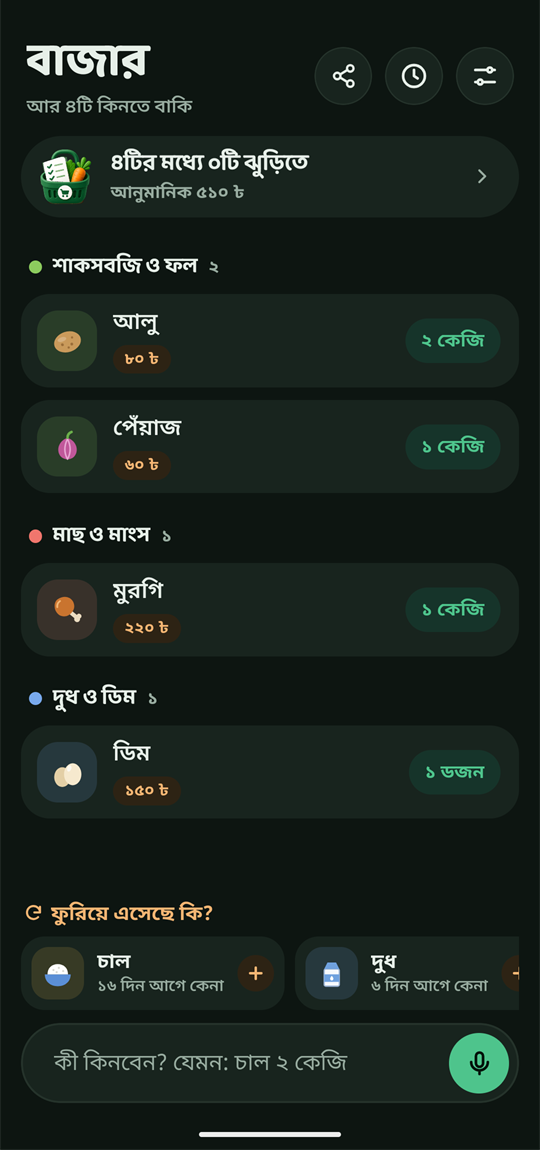 বাজার
আর ৪টি কিনতে বাকি
৪টির মধ্যে ০টি ঝুড়িতে
আনুমানিক ৫১০ ৳
শাকসবজি ও ফল ২
আলু
৮০ ৳
২ কেজি
পেঁয়াজ
৬০ ৳
১ কেজি
মাছ ও মাংস ১
মুরগি
২২০ ৳
১ কেজি
দুধ ও ডিম ১
ডিম
১৫০ ৳
১ ডজন
ফুরিয়ে এসেছে কি?
চাল
১৬ দিন আগে কেনা
দুধ
৬ দিন আগে কেনা
কী কিনবেন? যেমন: চাল ২ কেজি